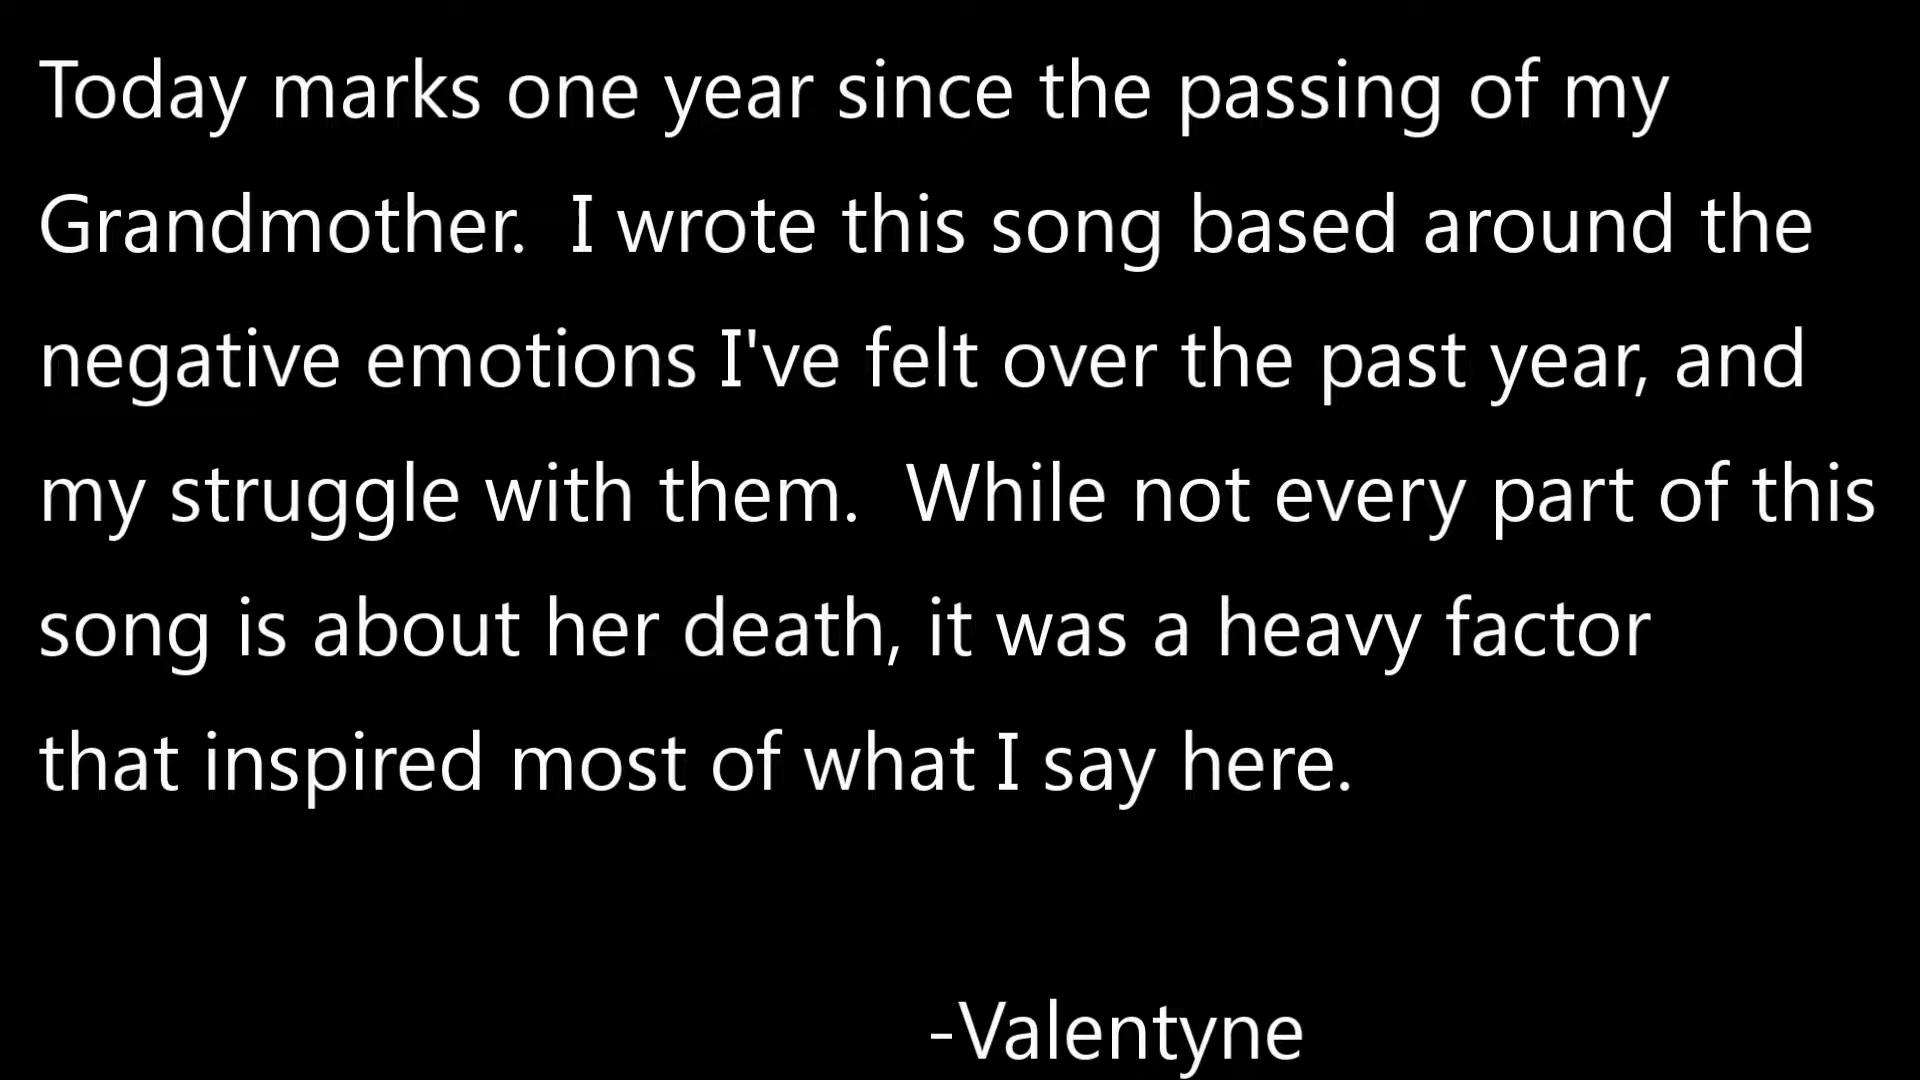 Today marks one year since the passing of my
Grandmother.  I wrote this song based around the
negative emotions I've felt over the past year, and
my struggle with them.  While not every part of this
song is about her death, it was a heavy factor
that inspired most of what I say here.
-Valentyne